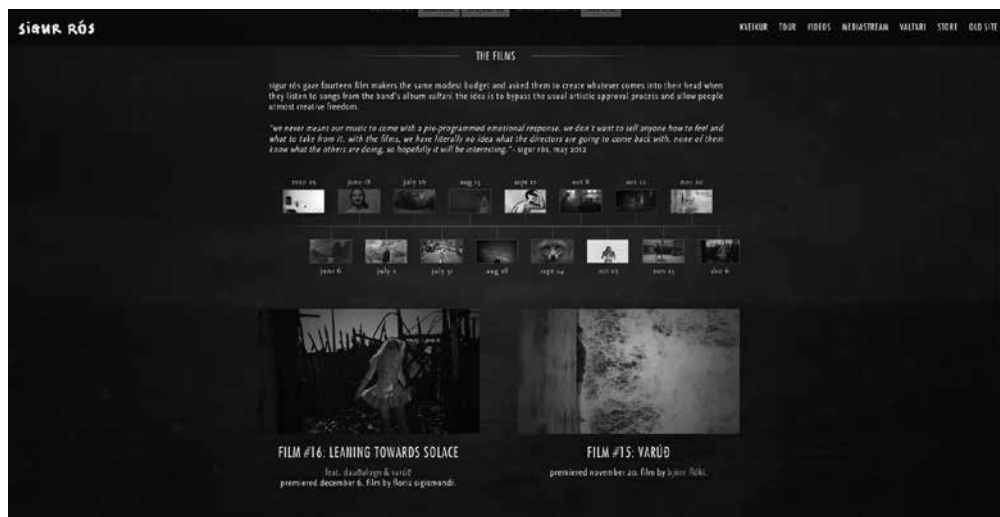 sigur rós
KVEIKUR TOUR VIDEOS MEDIASTREAM VALTARI STORE OLD SITE
THE FILMS
sigur rós gave fourteen film makers the same modest budget and asked them to create whatever comes into their head when
they listen to songs from the band's album valtari. the idea is to bypass the usual artistic approval process and allow people
utmost creative freedom.
"we never meant our music to come with a pre-programmed emotional response. we don't want to tell anyone how to feel and
what to take from it. with the films, we have literally no idea what the directors are going to come back with. none of them
know what the others are doing, so hopefully it will be interesting." - sigur rós, may 2012
june 18 july 16 aug 13 sept 12 oct 8 oct nov 20
june 6 july 2 july 31 aug 28 sept 24 oct 23 nov 13 dec 6
FILM #16: LEANING TOWARDS SOLACE
feat. dauðalogn & varúð
premiered december 6. film by floria sigismondi.
FILM #15: VARÚÐ
premiered november 20. film by björn flóki.